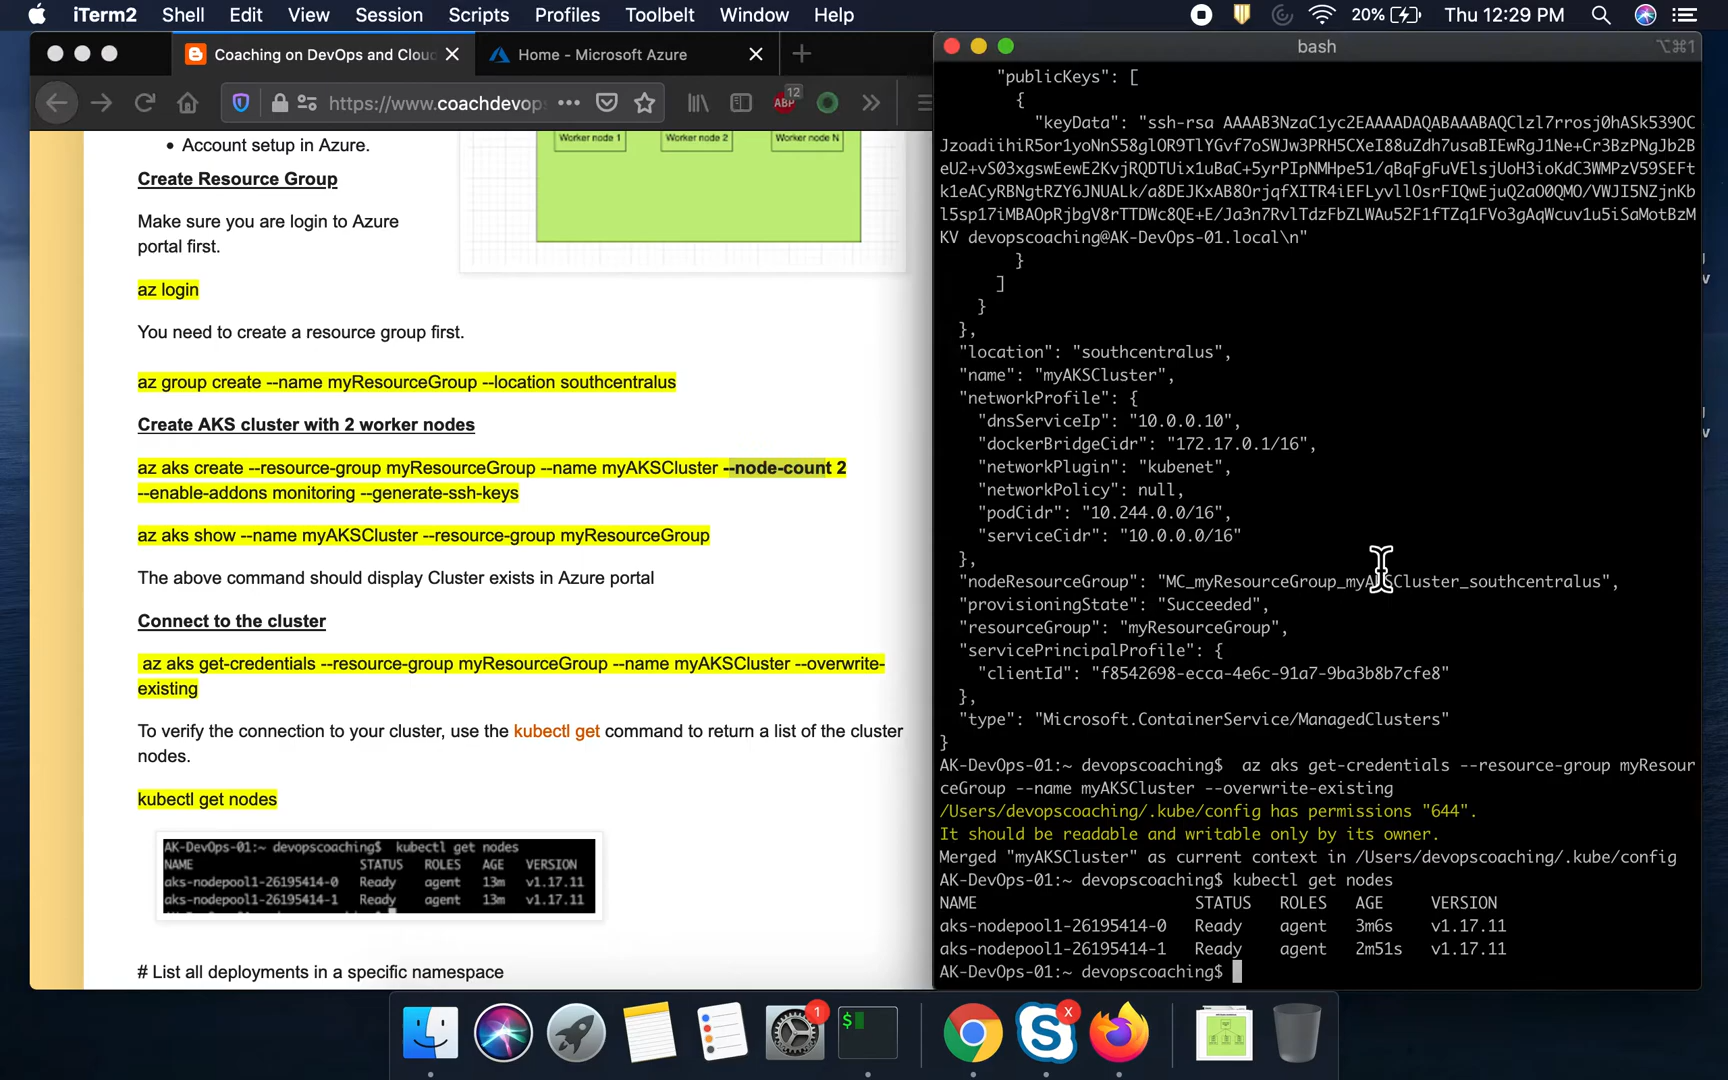 iTerm2 Shell Edit View Session Scripts Profiles Toolbelt Window Help 20% Thu 12:29 PM
Coaching on DevOps and Clou
Home - Microsoft Azure
https://www.coachdevop
ABP 12
Worker node 1 Worker node 2 Worker node N
• Account setup in Azure.
Create Resource Group
Make sure you are login to Azure
portal first.
az login
You need to create a resource group first.
az group create --name myResourceGroup --location southcentralus
Create AKS cluster with 2 worker nodes
az aks create --resource-group myResourceGroup --name myAKSCluster --node-count 2
--enable-addons monitoring --generate-ssh-keys
az aks show --name myAKSCluster --resource-group myResourceGroup
The above command should display Cluster exists in Azure portal
Connect to the cluster
az aks get-credentials --resource-group myResourceGroup --name myAKSCluster --overwrite-
existing
To verify the connection to your cluster, use the kubectl get command to return a list of the cluster
nodes.
kubectl get nodes
AK-DevOps-01:~ devopscoaching$ kubectl get nodes
NAME STATUS ROLES AGE VERSION
aks-nodepool1-26195414-0 Ready agent 13m v1.17.11
aks-nodepool1-26195414-1 Ready agent 13m v1.17.11
# List all deployments in a specific namespace
bash
⌥⌘1
"publicKeys": [
{
"keyData": "ssh-rsa AAAAB3NzaC1yc2EAAAADAQABAAABAQClzl7rrosj0hASk539OC
JzoadiihiR5or1yoNnS58glOR9TlYGvf7oSWJw3PRH5CXeI88uZdh7usaBIEwRgJ1Ne+Cr3BzPNgJb2B
eU2+vS03xgswEewE2KvjRQDTUix1uBaC+5yrPIpNMHpe51/qBqFgFuVElsjUoH3ioKdC3WMPzV59SEFt
k1eACyRBNgtRZY6JNUALk/a8DEJKxAB8OrjqfXITR4iEFLyvllOsrFIQwEjuQ2aO0QMO/VWJI5NZjnKb
l5sp17iMBAOpRjbgV8rTTDWc8QE+E/Ja3n7RvlTdzFbZLWAu52F1fTZq1FVo3gAqWcuv1u5iSaMotBzM
KV devopscoaching@AK-DevOps-01.local\n"
}
]
}
},
"location": "southcentralus",
"name": "myAKSCluster",
"networkProfile": {
"dnsServiceIp": "10.0.0.10",
"dockerBridgeCidr": "172.17.0.1/16",
"networkPlugin": "kubenet",
"networkPolicy": null,
"podCidr": "10.244.0.0/16",
"serviceCidr": "10.0.0.0/16"
},
"nodeResourceGroup": "MC_myResourceGroup_myAKSCluster_southcentralus",
"provisioningState": "Succeeded",
"resourceGroup": "myResourceGroup",
"servicePrincipalProfile": {
"clientId": "f8542698-ecca-4e6c-91a7-9ba3b8b7cfe8"
},
"type": "Microsoft.ContainerService/ManagedClusters"
}
AK-DevOps-01:~ devopscoaching$ az aks get-credentials --resource-group myResour
ceGroup --name myAKSCluster --overwrite-existing
/Users/devopscoaching/.kube/config has permissions "644".
It should be readable and writable only by its owner.
Merged "myAKSCluster" as current context in /Users/devopscoaching/.kube/config
AK-DevOps-01:~ devopscoaching$ kubectl get nodes
NAME STATUS ROLES AGE VERSION
aks-nodepool1-26195414-0 Ready agent 3m6s v1.17.11
aks-nodepool1-26195414-1 Ready agent 2m51s v1.17.11
AK-DevOps-01:~ devopscoaching$